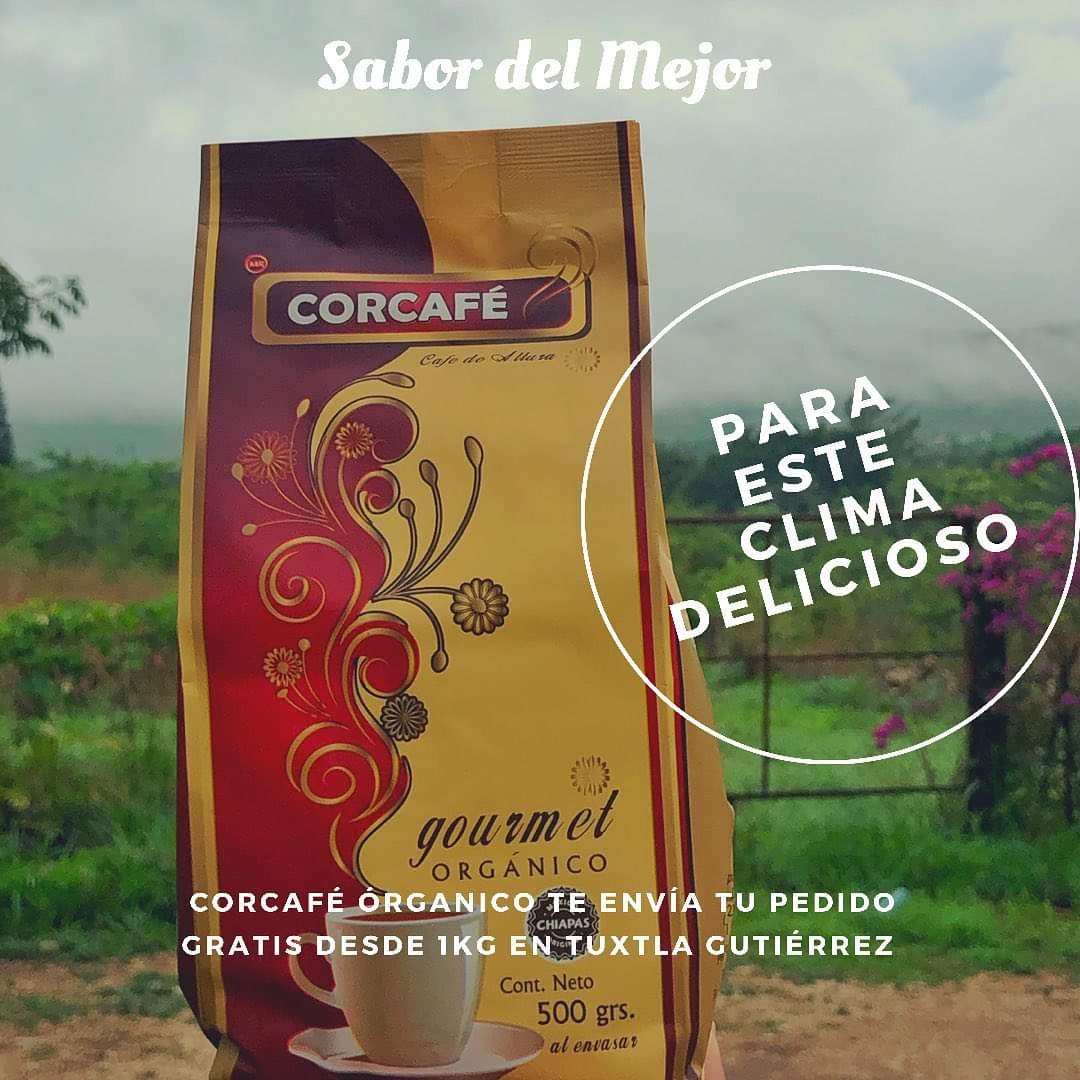 Sabor del Mejor
MR
CORCAFÉ
Cafe de Altura
PARA
ESTE
CLIMA
DELICIOSO
gourmet
ORGÁNICO
CORCAFÉ ÓRGANICO TE ENVÍA TU PEDIDO
GRATIS DESDE 1KG EN TUXTLA GUTIÉRREZ
CHIAPAS
Cont. Neto
500 grs.
al envasar